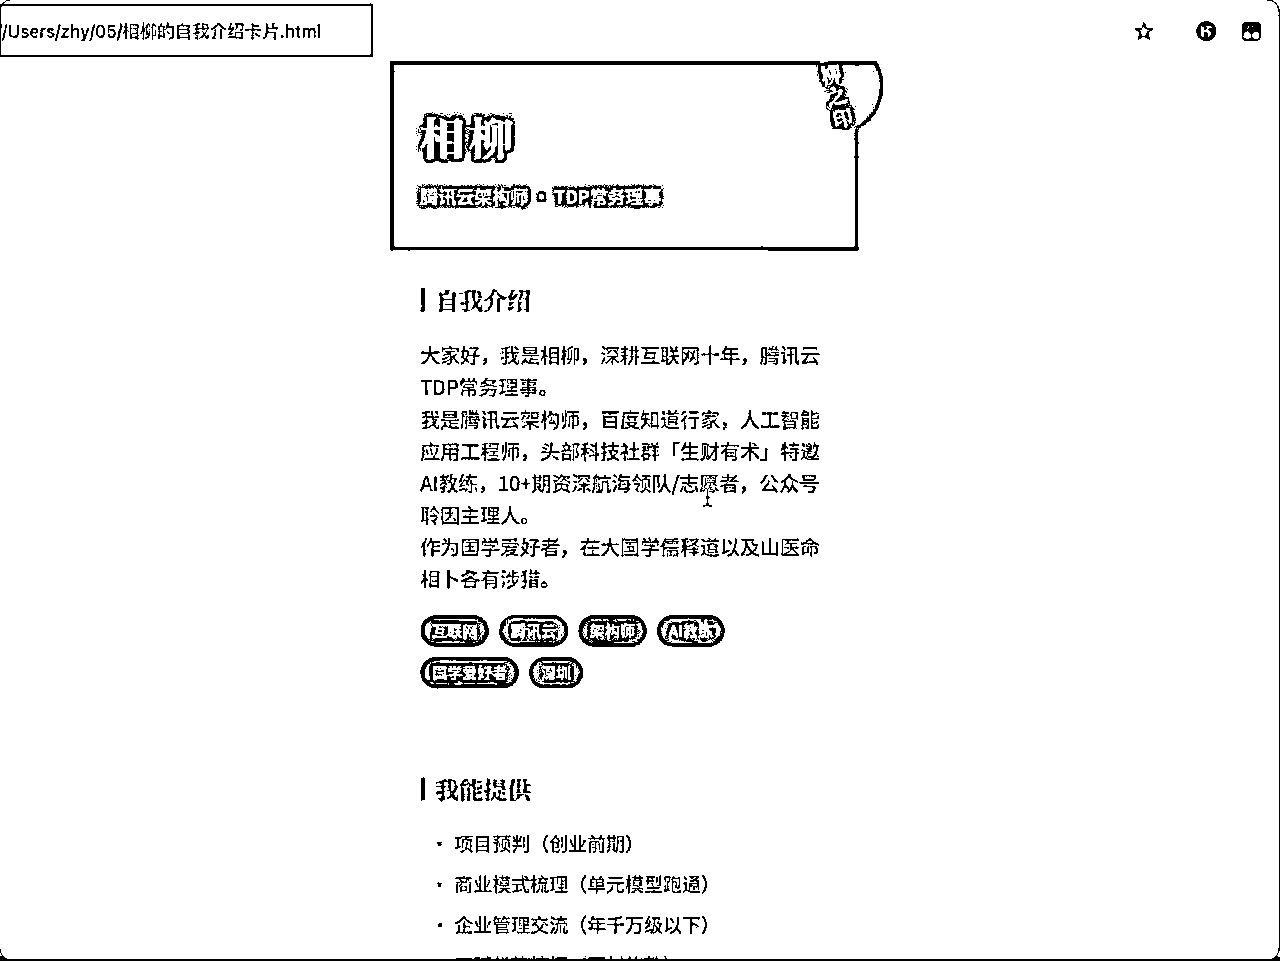 /Users/zhy/05/相柳的自我介绍卡片.html
柳
之
印
相柳
腾讯云架构师 • TDP常务理事
自我介绍
大家好，我是相柳，深耕互联网十年，腾讯云
TDP常务理事。
我是腾讯云架构师，百度知道行家，人工智能
应用工程师，头部科技社群「生财有术」特邀
AI教练，10+期资深航海领队/志愿者，公众号
聆因主理人。
作为国学爱好者，在大国学儒释道以及山医命
相卜各有涉猎。
互联网 腾讯云 架构师 AI教练
国学爱好者 深圳
我能提供
· 项目预判（创业前期）
· 商业模式梳理（单元模型跑通）
· 企业管理交流（年千万级以下）